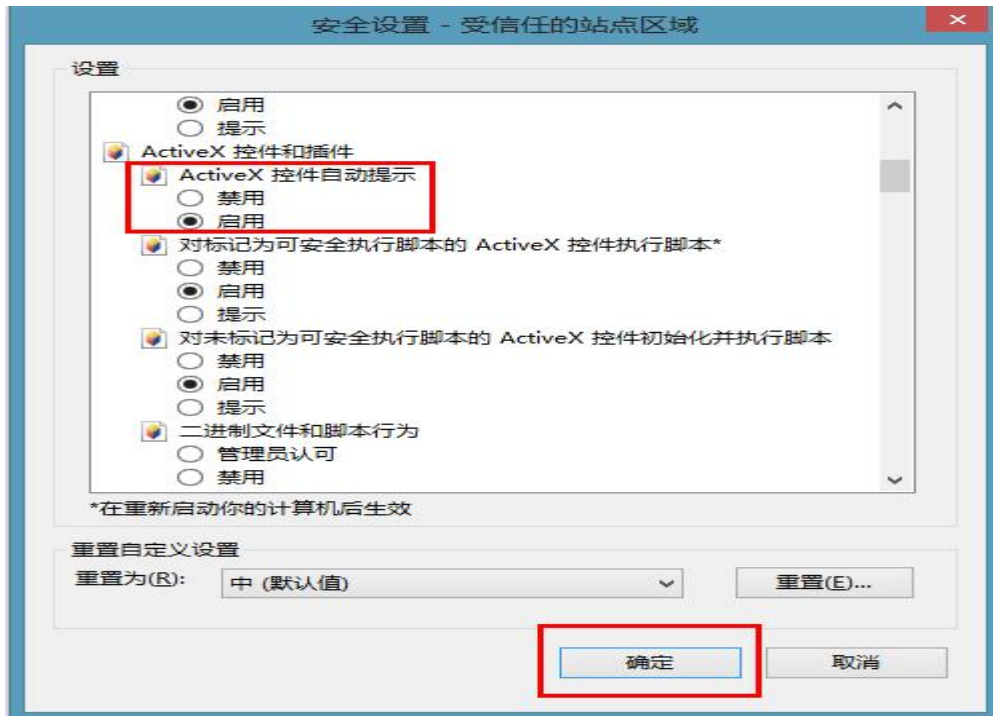 安全设置 - 受信任的站点区域
设置
启用
提示
ActiveX 控件和插件
ActiveX 控件自动提示
禁用
启用
对标记为可安全执行脚本的 ActiveX 控件执行脚本*
禁用
启用
提示
对未标记为可安全执行脚本的 ActiveX 控件初始化并执行脚本
禁用
启用
提示
二进制文件和脚本行为
管理员认可
禁用
*在重新启动你的计算机后生效
重置自定义设置
重置为(R): 中 (默认值) 重置(E)...
确定 取消